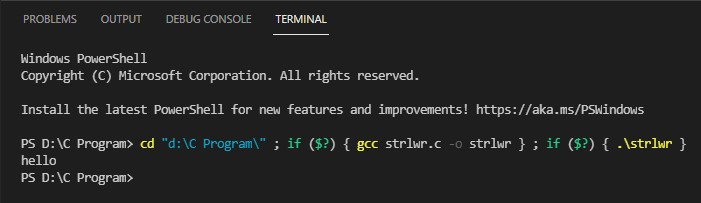 PROBLEMS OUTPUT DEBUG CONSOLE TERMINAL
Windows PowerShell
Copyright (C) Microsoft Corporation. All rights reserved.
Install the latest PowerShell for new features and improvements! https://aka.ms/PSWindows
PS D:\C Program> cd "d:\C Program\" ; if ($?) { gcc strlwr.c -o strlwr } ; if ($?) { .\strlwr }
hello
PS D:\C Program>